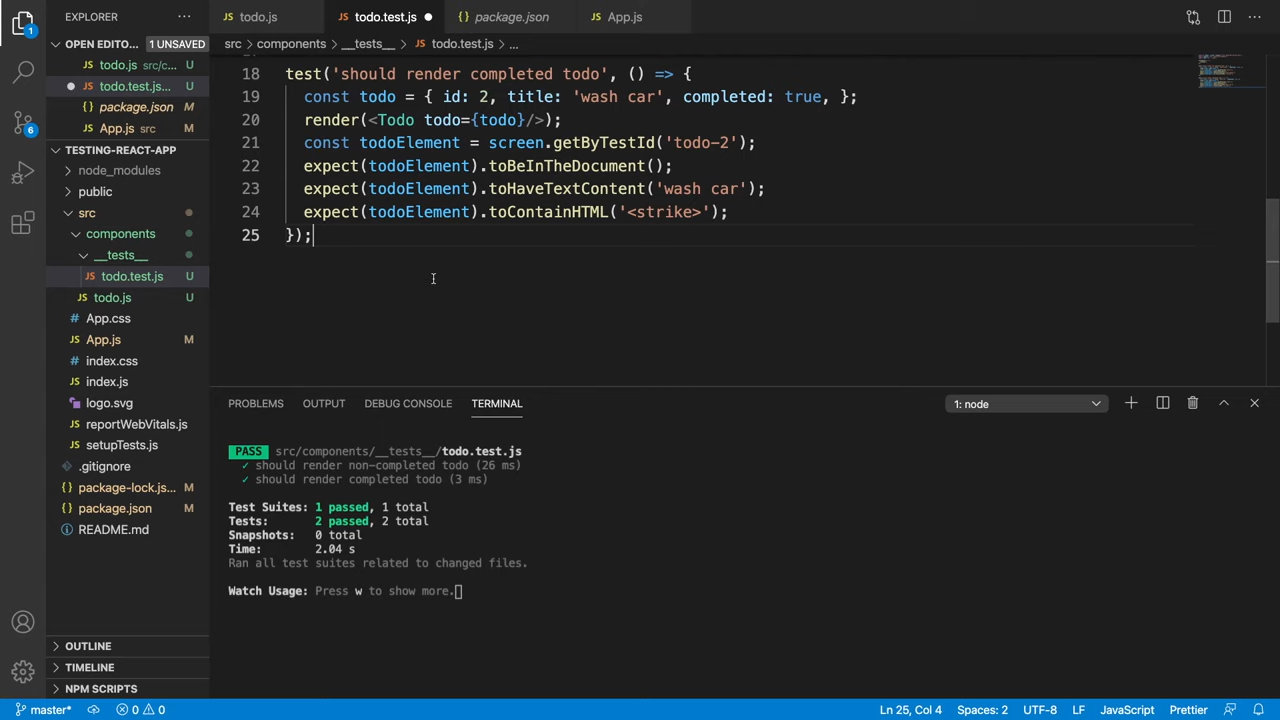 EXPLORER ···
todo.js
todo.test.js
package.json
App.js
···
OPEN EDITO... 1 UNSAVED
src > components > __tests__ > JS todo.test.js > ...
JS todo.js src/c... U
JS todo.test.js... U
{} package.json
JS App.js src M
TESTING-REACT-APP
node_modules
public
src
components
__tests__
JS todo.test.js U
JS todo.js U
# App.css
JS App.js M
# index.css
JS index.js
logo.svg
JS reportWebVitals.js
JS setupTests.js
.gitignore
{} package-lock.js... M
{} package.json M
README.md
OUTLINE
TIMELINE
NPM SCRIPTS
1
6
18 test('should render completed todo', () => {
19 const todo = { id: 2, title: 'wash car', completed: true, };
20 render(<Todo todo={todo}/>);
21 const todoElement = screen.getByTestId('todo-2');
22 expect(todoElement).toBeInTheDocument();
23 expect(todoElement).toHaveTextContent('wash car');
24 expect(todoElement).toContainHTML('<strike>');
25 });
PROBLEMS OUTPUT DEBUG CONSOLE TERMINAL 1: node
PASS src/components/__tests__/todo.test.js
✓ should render non-completed todo (26 ms)
✓ should render completed todo (3 ms)
Test Suites: 1 passed, 1 total
Tests: 2 passed, 2 total
Snapshots: 0 total
Time: 2.04 s
Ran all test suites related to changed files.
Watch Usage: Press w to show more.
master* 0 0 Ln 25, Col 4 Spaces: 2 UTF-8 LF JavaScript Prettier